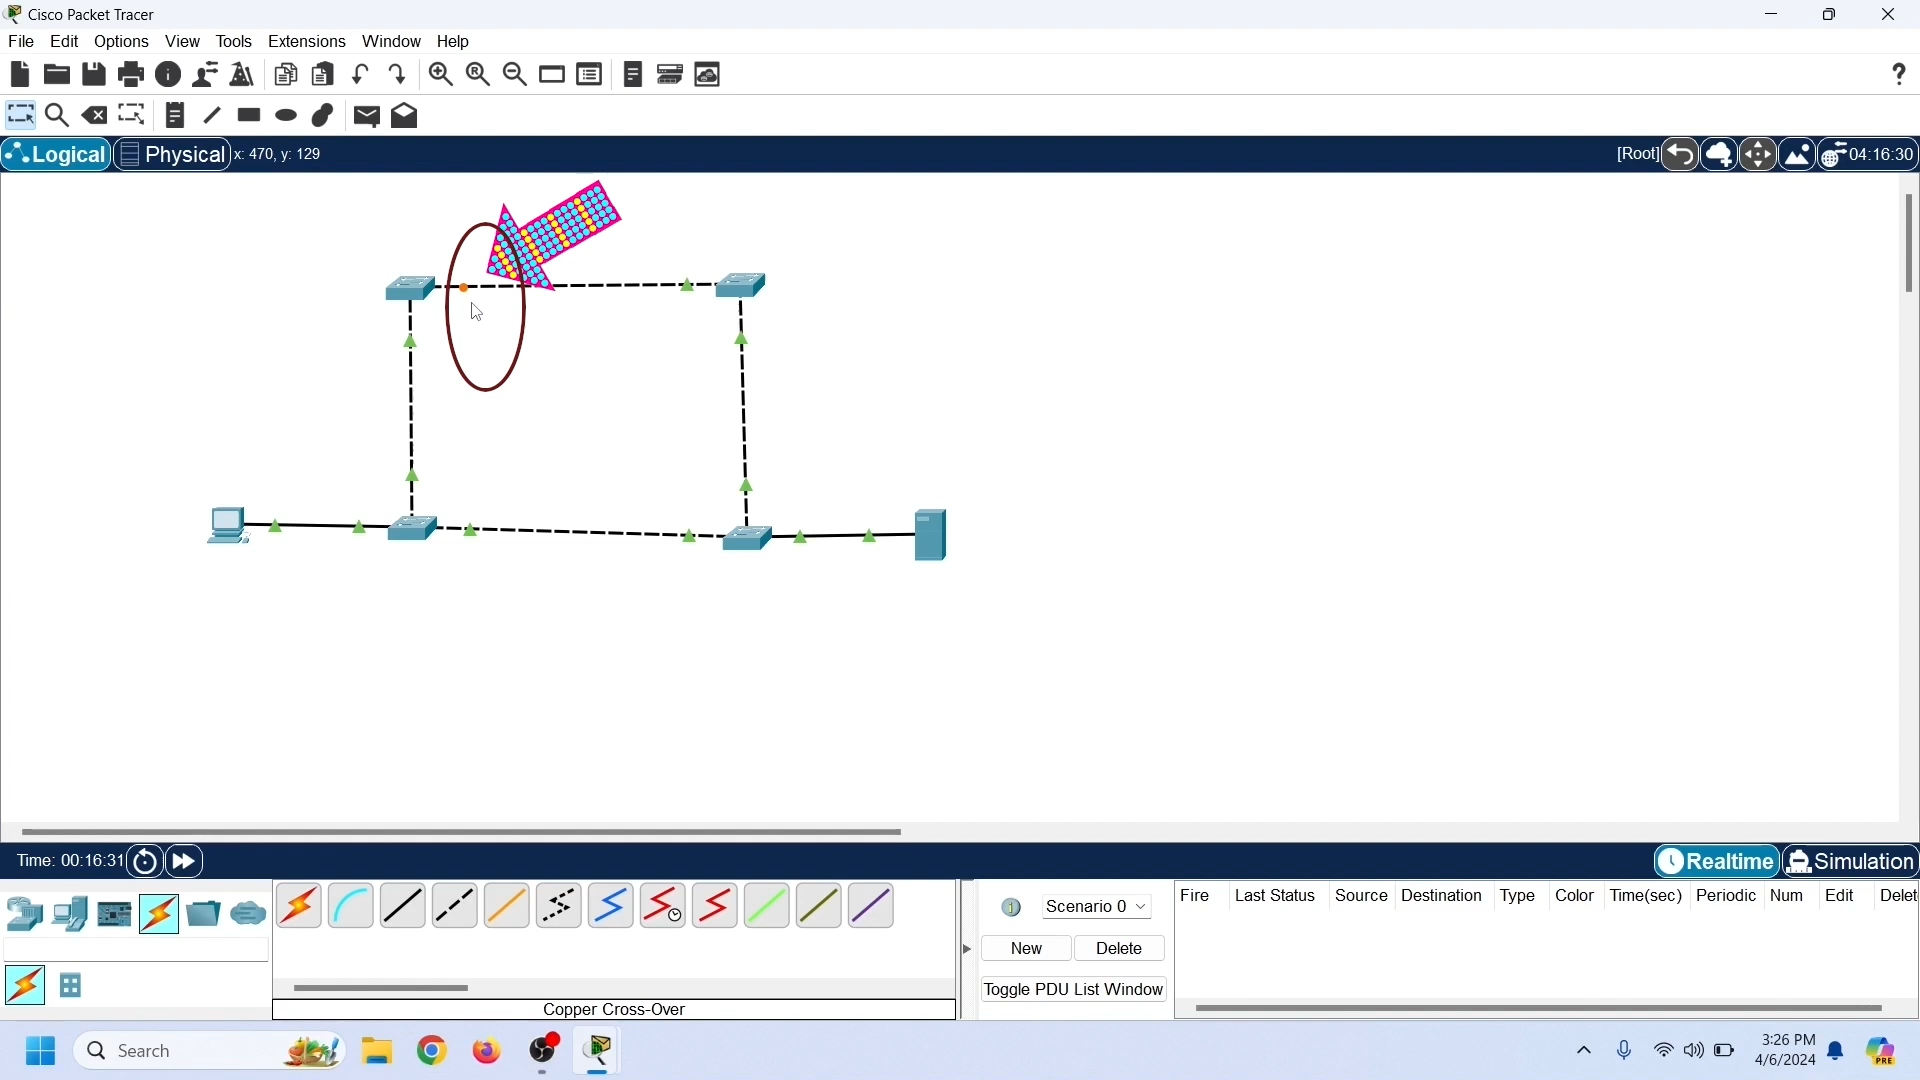 Cisco Packet Tracer
File Edit Options View Tools Extensions Window Help
Logical Physical x: 470, y: 129 [Root] 04:16:30
Time: 00:16:31 Realtime Simulation
Scenario 0
New Delete
Toggle PDU List Window
Fire Last Status Source Destination Type Color Time(sec) Periodic Num Edit Delet
Copper Cross-Over
Search
3:26 PM
4/6/2024
PRE